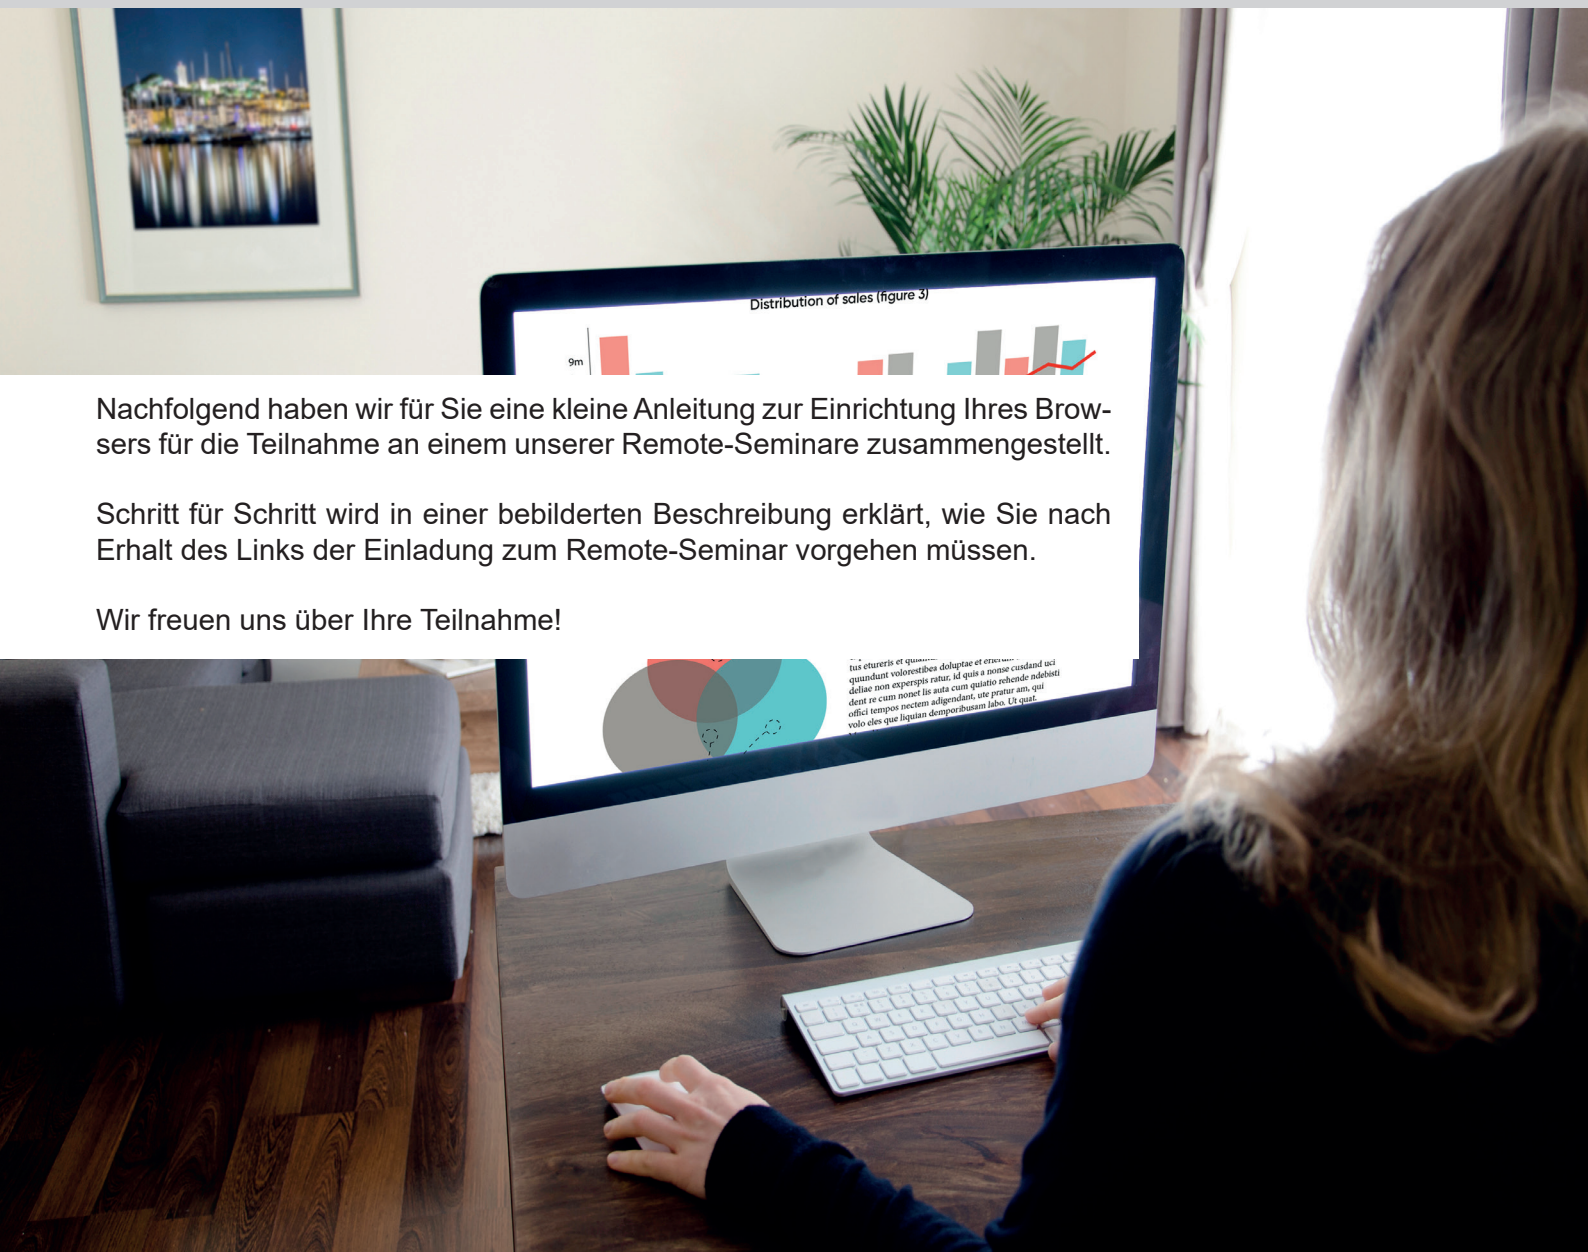 Distribution of sales (figure 3)
9m
Nachfolgend haben wir für Sie eine kleine Anleitung zur Einrichtung Ihres Brow-
sers für die Teilnahme an einem unserer Remote-Seminare zusammengestellt.
Schritt für Schritt wird in einer bebilderten Beschreibung erklärt, wie Sie nach
Erhalt des Links der Einladung zum Remote-Seminar vorgehen müssen.
Wir freuen uns über Ihre Teilnahme!
tus etureris et
quundunt volorestibea doluptae et
deliae non experspis ratur, id quis a nonse cusdand uci
dent re cum nonet lis auta cum quiatio rehende ndebisti
offici tempos nectem adigendant, ute pratur am, qui
volo eles que liquian demporibusam labo. Ut quat.